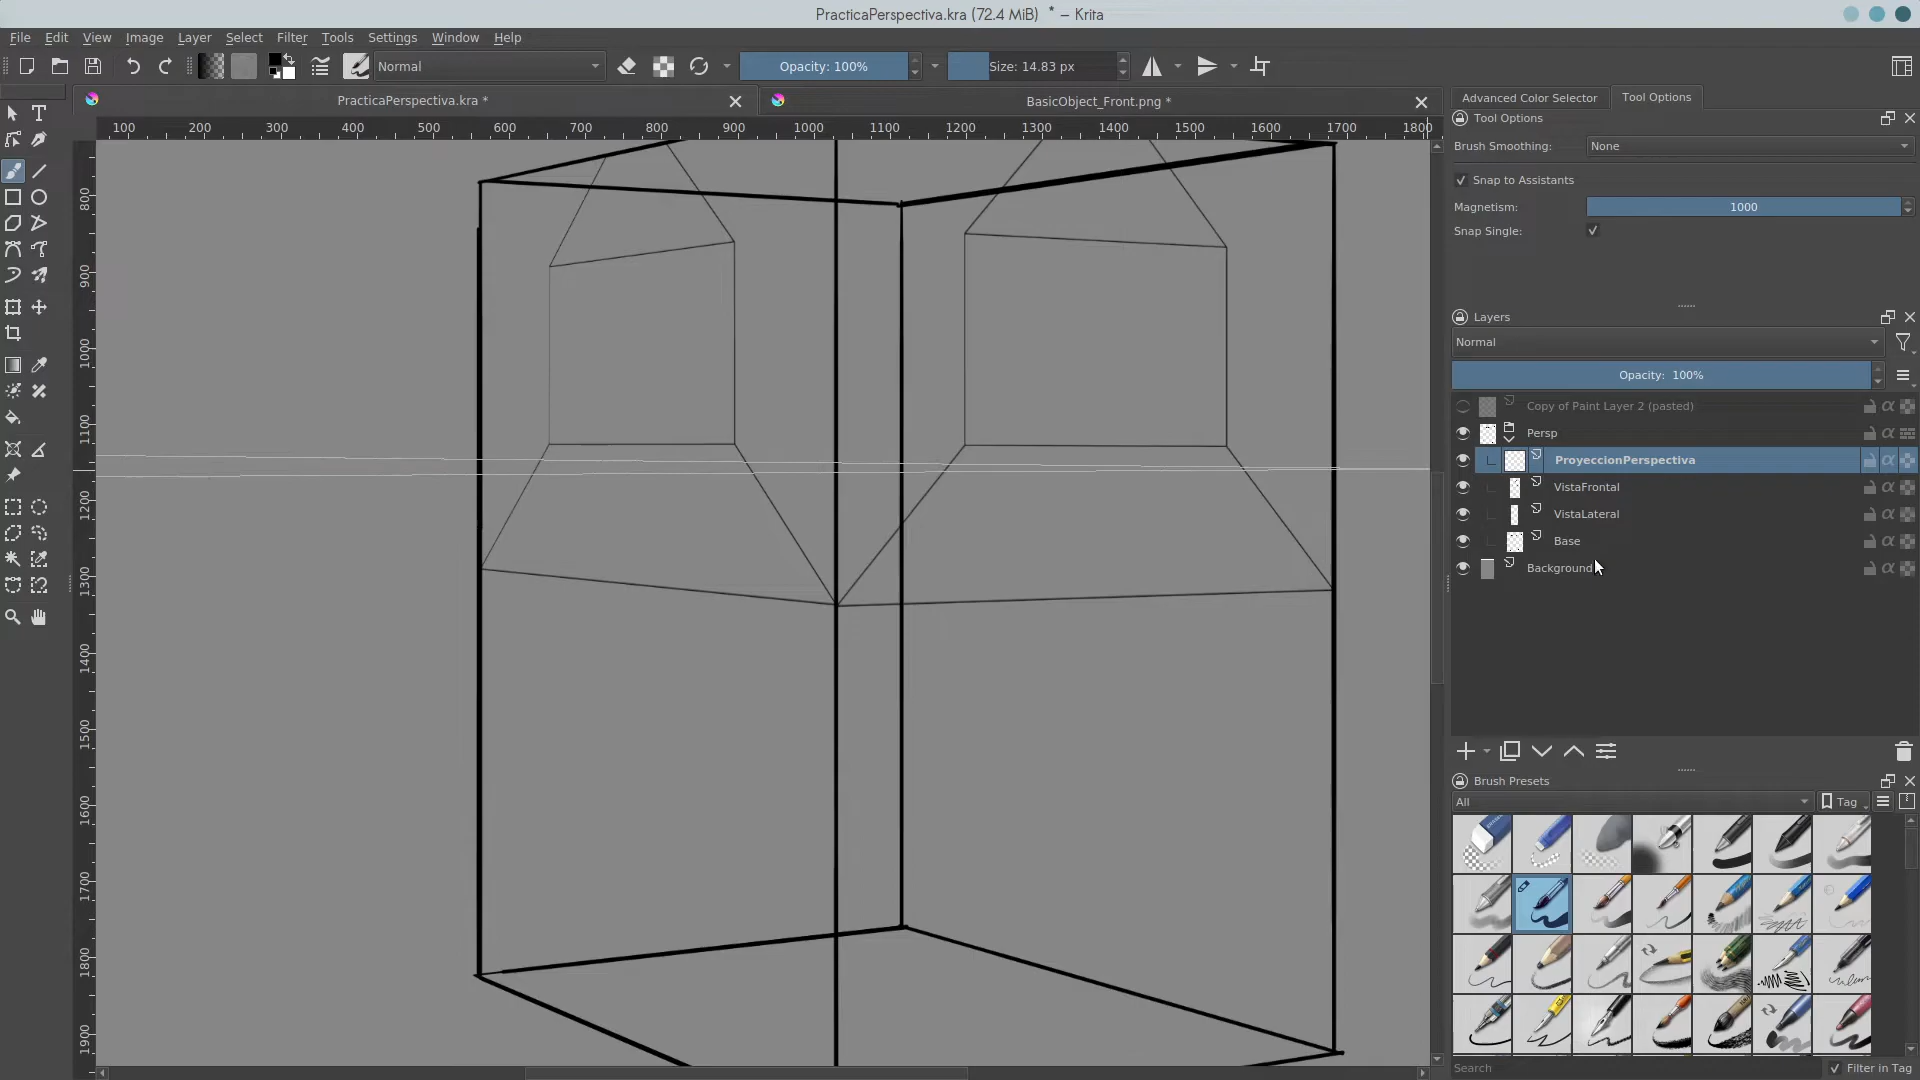 PracticaPerspectiva.kra (72.4 MiB)  * – Krita
File Edit View Image Layer Select Filter Tools Settings Window Help
Normal Opacity: 100% Size: 14.83 px
PracticaPerspectiva.kra *
BasicObject_Front.png *
100 200 300 400 500 600 700 800 900 1000 1100 1200 1300 1400 1500 1600 1700 1800
800
900
1000
1100
1200
1300
1400
1500
1600
1700
1800
1900
Advanced Color Selector Tool Options
Tool Options
Brush Smoothing: None
Snap to Assistants
Magnetism: 1000
Snap Single:
Layers
Normal
Opacity: 100%
Copy of Paint Layer 2 (pasted)
Persp
ProyeccionPerspectiva
VistaFrontal
VistaLateral
Base
Background
Brush Presets
All Tag
Search Filter in Tag